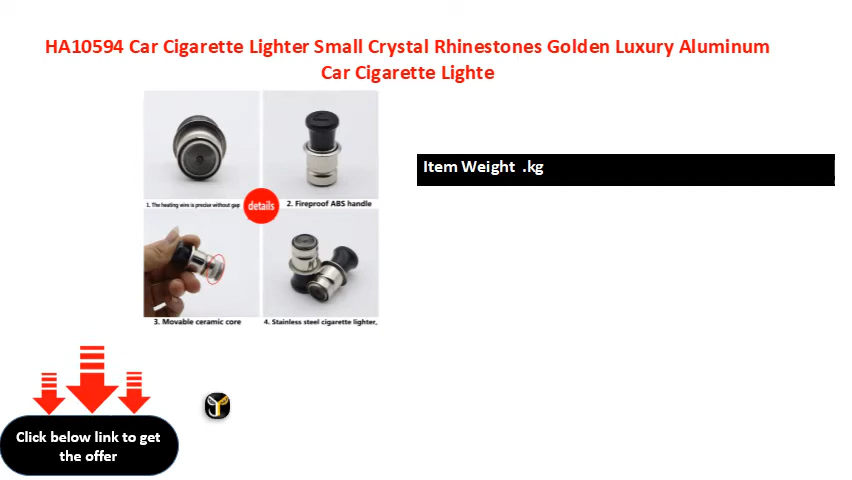 HA10594 Car Cigarette Lighter Small Crystal Rhinestones Golden Luxury Aluminum
Car Cigarette Lighte
Item Weight .kg
1. The heating wire is precise without gap
details
2. Fireproof ABS handle
3. Movable ceramic core
4. Stainless steel cigarette lighter,
Click below link to get
the offer